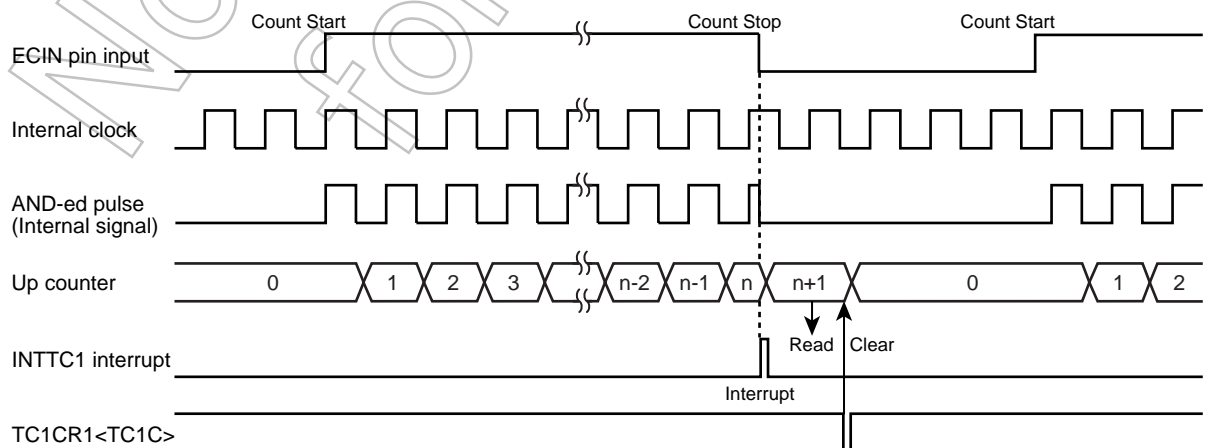 Count Start
Count Stop
Count Start
ECIN pin input
Internal clock
AND-ed pulse
(Internal signal)
Up counter
0
1
2
3
n-2
n-1
n
n+1
0
1
2
Read
Clear
INTTC1 interrupt
Interrupt
TC1CR1<TC1C>